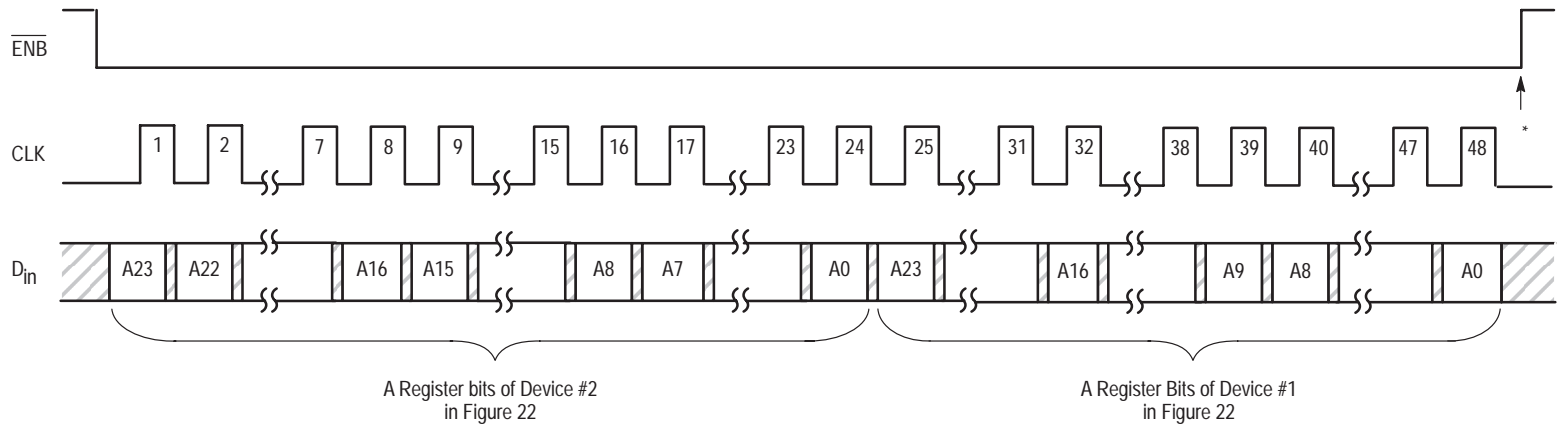 ENB
CLK 1 2 7 8 9 15 16 17 23 24 25 31 32 38 39 40 47 48 *
Din A23 A22 A16 A15 A8 A7 A0 A23 A16 A9 A8 A0
A Register bits of Device #2
in Figure 22
A Register Bits of Device #1
in Figure 22